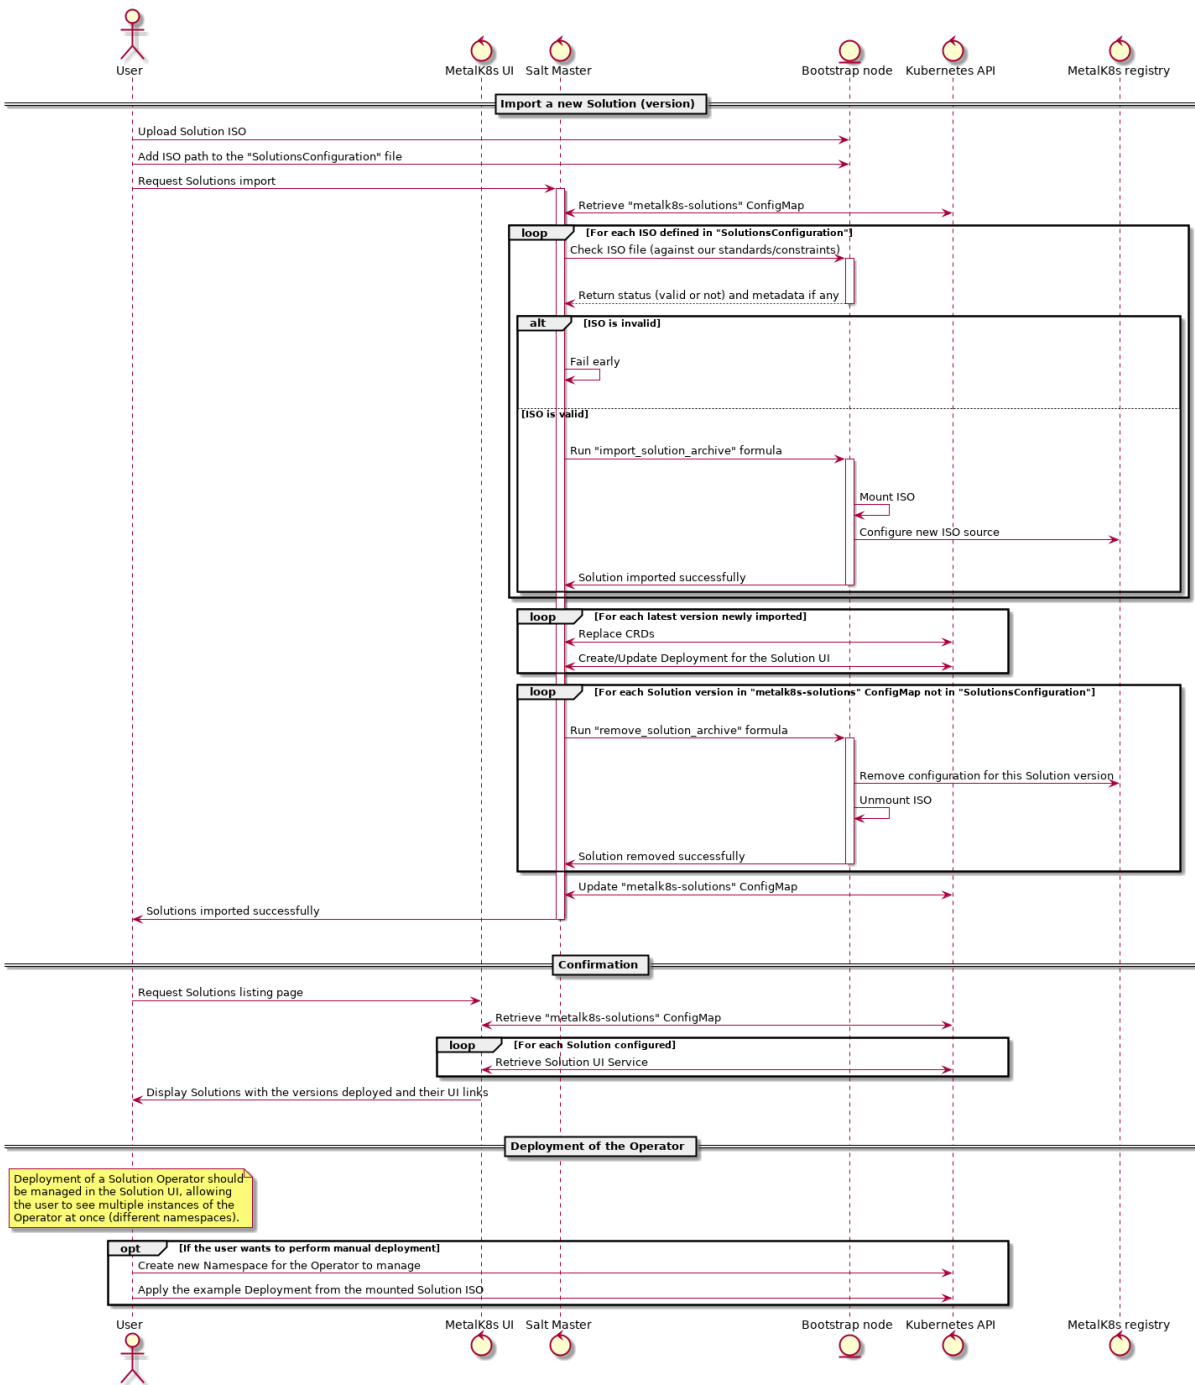 User
MetalK8s UI
Salt Master
Bootstrap node
Kubernetes API
MetalK8s registry
Import a new Solution (version)
Upload Solution ISO
Add ISO path to the "SolutionsConfiguration" file
Request Solutions import
Retrieve "metalk8s-solutions" ConfigMap
loop
[For each ISO defined in "SolutionsConfiguration"]
Check ISO file (against our standards/constraints)
Return status (valid or not) and metadata if any
alt
[ISO is invalid]
Fail early
[ISO is valid]
Run "import_solution_archive" formula
Mount ISO
Configure new ISO source
Solution imported successfully
loop
[For each latest version newly imported]
Replace CRDs
Create/Update Deployment for the Solution UI
loop
[For each Solution version in "metalk8s-solutions" ConfigMap not in "SolutionsConfiguration"]
Run "remove_solution_archive" formula
Remove configuration for this Solution version
Unmount ISO
Solution removed successfully
Update "metalk8s-solutions" ConfigMap
Solutions imported successfully
Confirmation
Request Solutions listing page
Retrieve "metalk8s-solutions" ConfigMap
loop
[For each Solution configured]
Retrieve Solution UI Service
Display Solutions with the versions deployed and their UI links
Deployment of the Operator
Deployment of a Solution Operator should
be managed in the Solution UI, allowing
the user to see multiple instances of the
Operator at once (different namespaces).
opt
[If the user wants to perform manual deployment]
Create new Namespace for the Operator to manage
Apply the example Deployment from the mounted Solution ISO
User
MetalK8s UI
Salt Master
Bootstrap node
Kubernetes API
MetalK8s registry